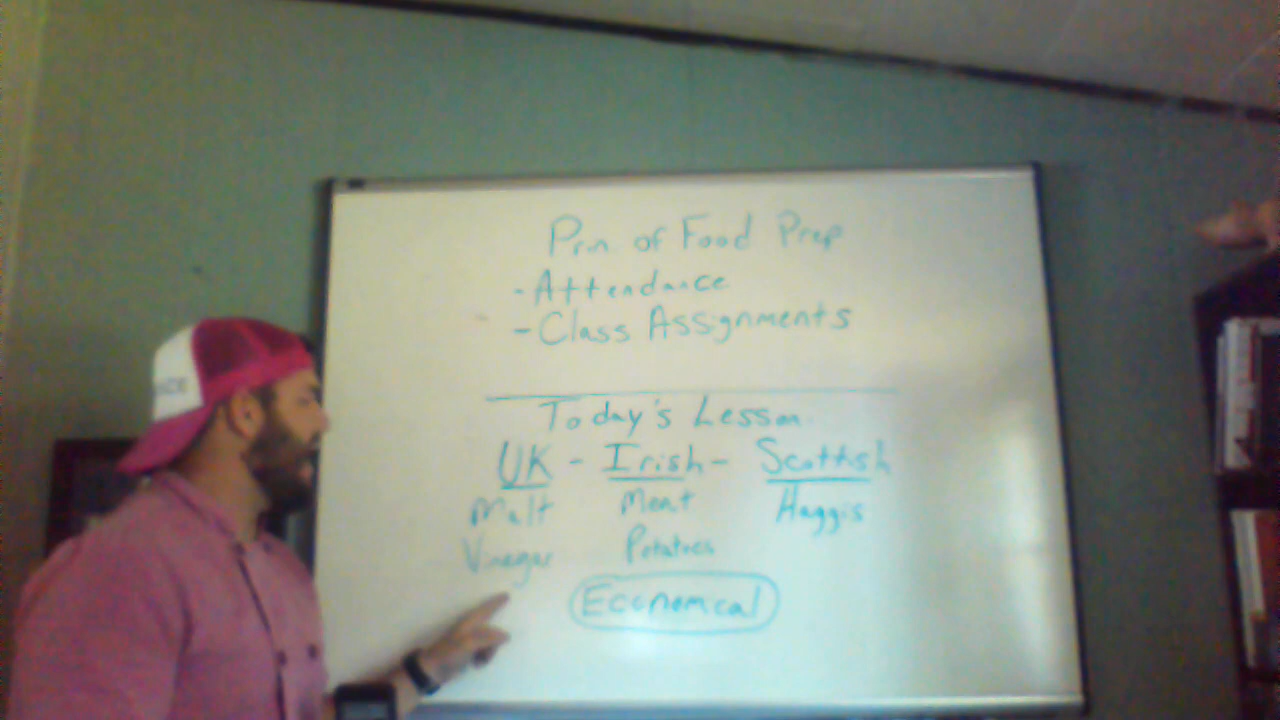 Prin. of Food Prep
- Attendance
- Class Assignments
Today's Lesson
UK - Irish - Scottish
Malt Meat Haggis
Vinegar Potatoes
Economical